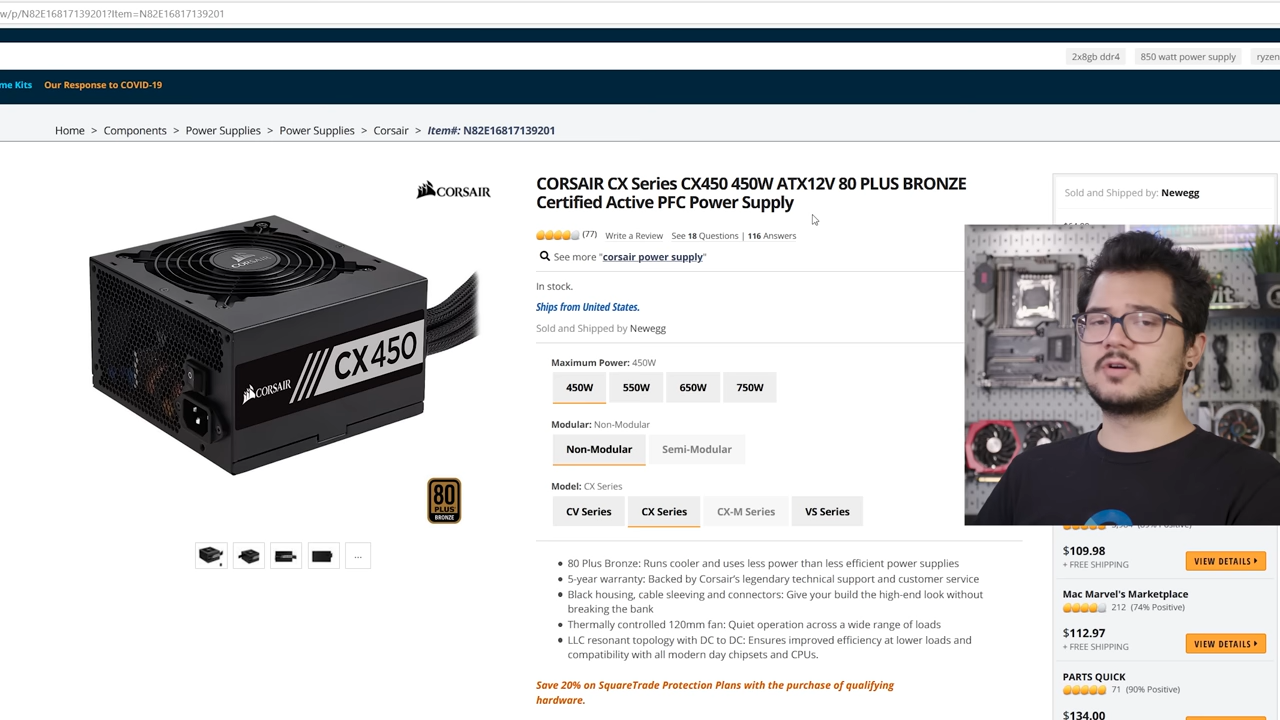 w/p/N82E16817139201?Item=N82E16817139201
2x8gb ddr4
850 watt power supply
ryzen
me Kits
Our Response to COVID-19
Home > Components > Power Supplies > Power Supplies > Corsair > Item#: N82E16817139201
CORSAIR
CORSAIR
CORSAIR CX450
80
PLUS
BRONZE
...
CORSAIR CX Series CX450 450W ATX12V 80 PLUS BRONZE
Certified Active PFC Power Supply
(77) Write a Review See 18 Questions | 116 Answers
See more "corsair power supply"
In stock.
Ships from United States.
Sold and Shipped by Newegg
Maximum Power: 450W
450W 550W 650W 750W
Modular: Non-Modular
Non-Modular Semi-Modular
Model: CX Series
CV Series CX Series CX-M Series VS Series
80 Plus Bronze: Runs cooler and uses less power than less efficient power supplies
5-year warranty: Backed by Corsair's legendary technical support and customer service
Black housing, cable sleeving and connectors: Give your build the high-end look without
breaking the bank
Thermally controlled 120mm fan: Quiet operation across a wide range of loads
LLC resonant topology with DC to DC: Ensures improved efficiency at lower loads and
compatibility with all modern day chipsets and CPUs.
Save 20% on SquareTrade Protection Plans with the purchase of qualifying
hardware.
Sold and Shipped by: Newegg
$109.98
+ FREE SHIPPING
VIEW DETAILS
Mac Marvel's Marketplace
212 (74% Positive)
$112.97
+ FREE SHIPPING
VIEW DETAILS
PARTS QUICK
71 (90% Positive)
$134.00